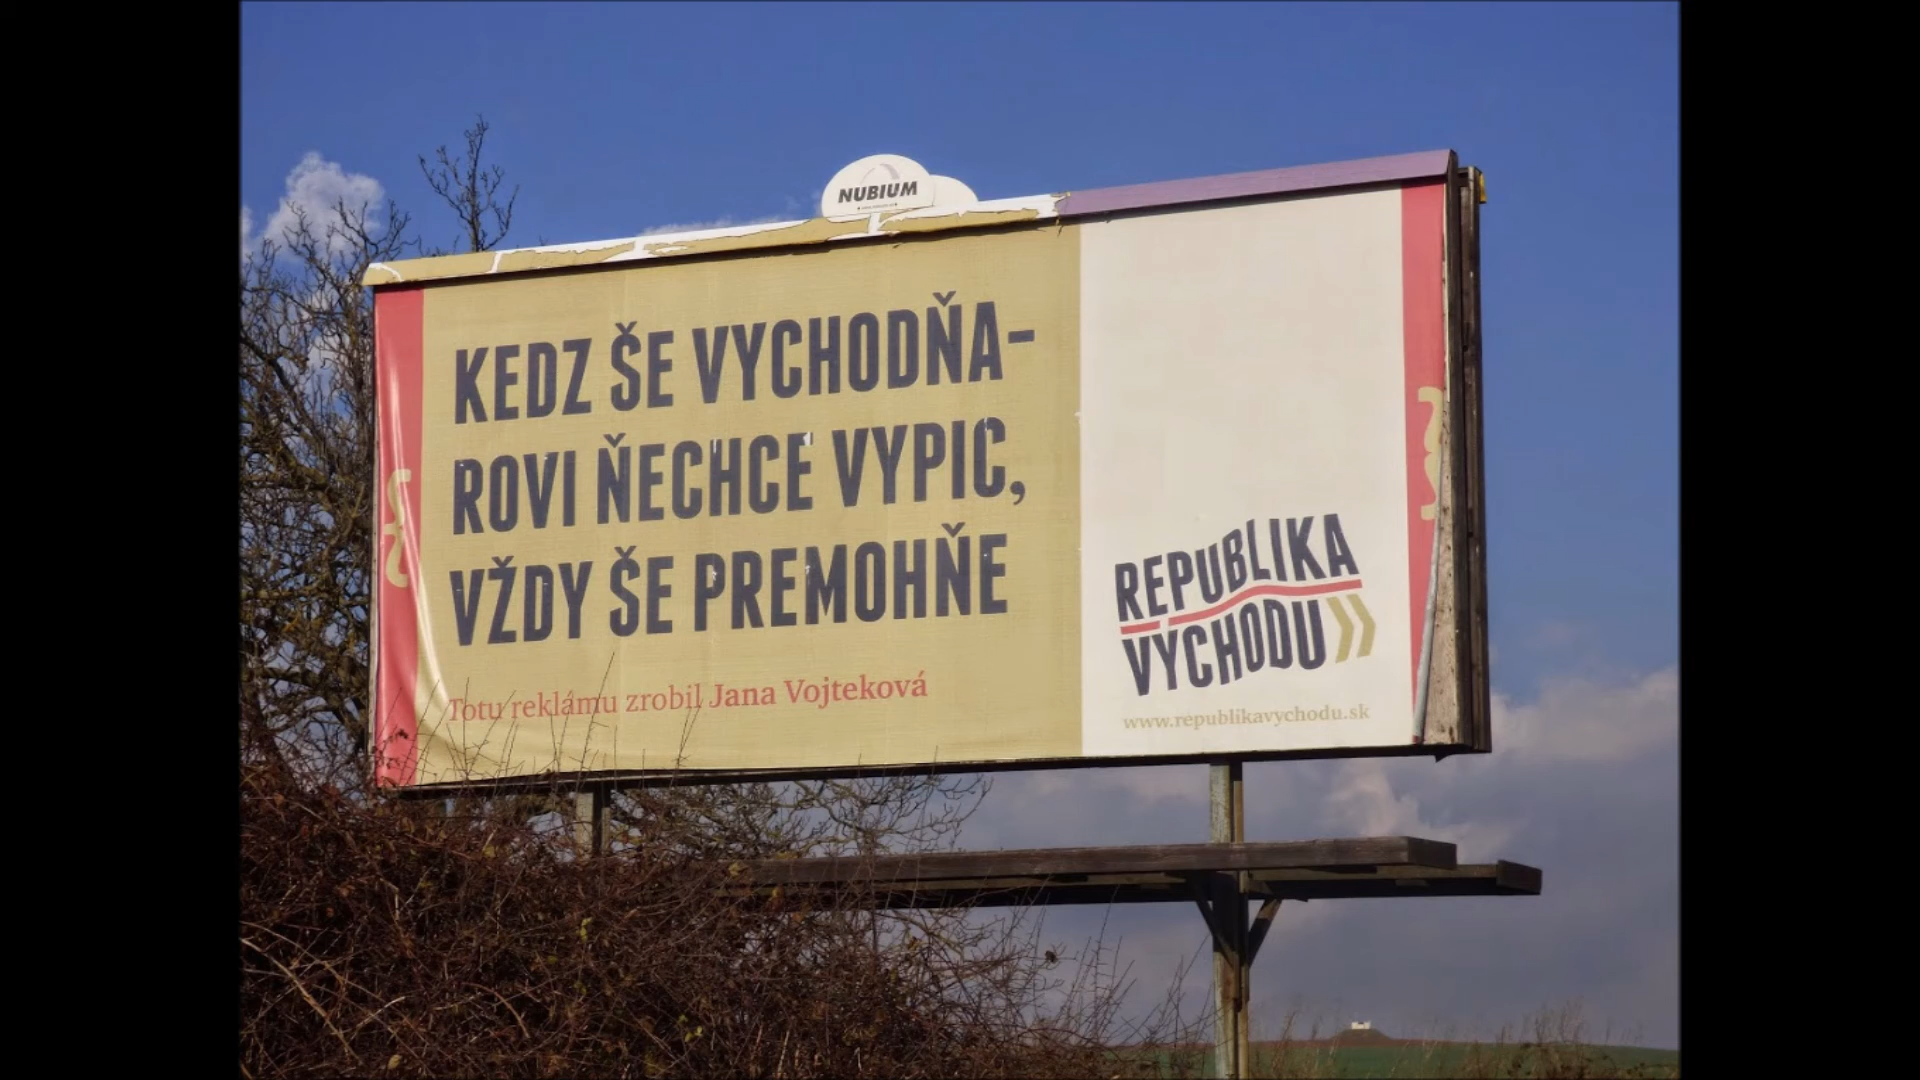 NUBIUM
KEDZ ŠE VYCHODŇA-
ROVI ŇECHCE VYPIC,
VŽDY ŠE PREMOHŇE
Totu reklámu zrobil Jana Vojteková
REPUBLIKA
VYCHODU
www.republikavychodu.sk